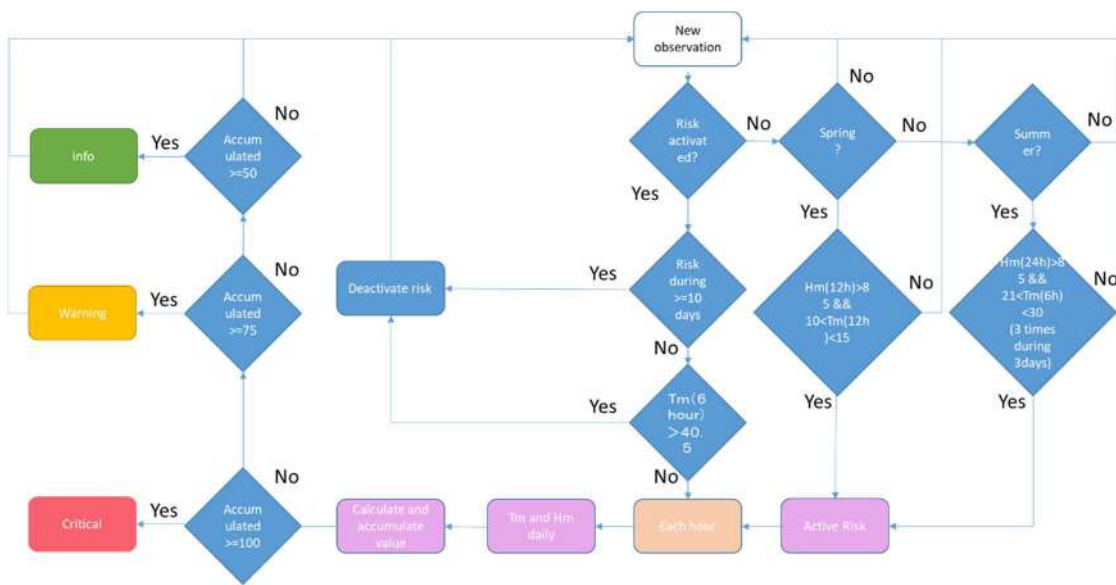 New
observation
No
No
No
No
Risk
activat
ed?
No
Spring
?
No
Summ
er?
info
Yes
Accum
ulated
>=50
Yes
Yes
Yes
No
Risk
during
>=10
days
Yes
Deactivate risk
Hm(12h)>8
5 &&
10<Tm(12h
)<15
No
Hm(24h)>8
5 &&
21<Tm(6h)
<30
(3 times
during
3days)
Warning
Yes
Accum
ulated
>=75
No
Yes
Tm(6
hour)
>40.
5
Yes
Yes
No
No
Critical
Yes
Accum
ulated
>=100
Calculate and
accumulate
value
Tm and Hm
daily
Each hour
Active Risk